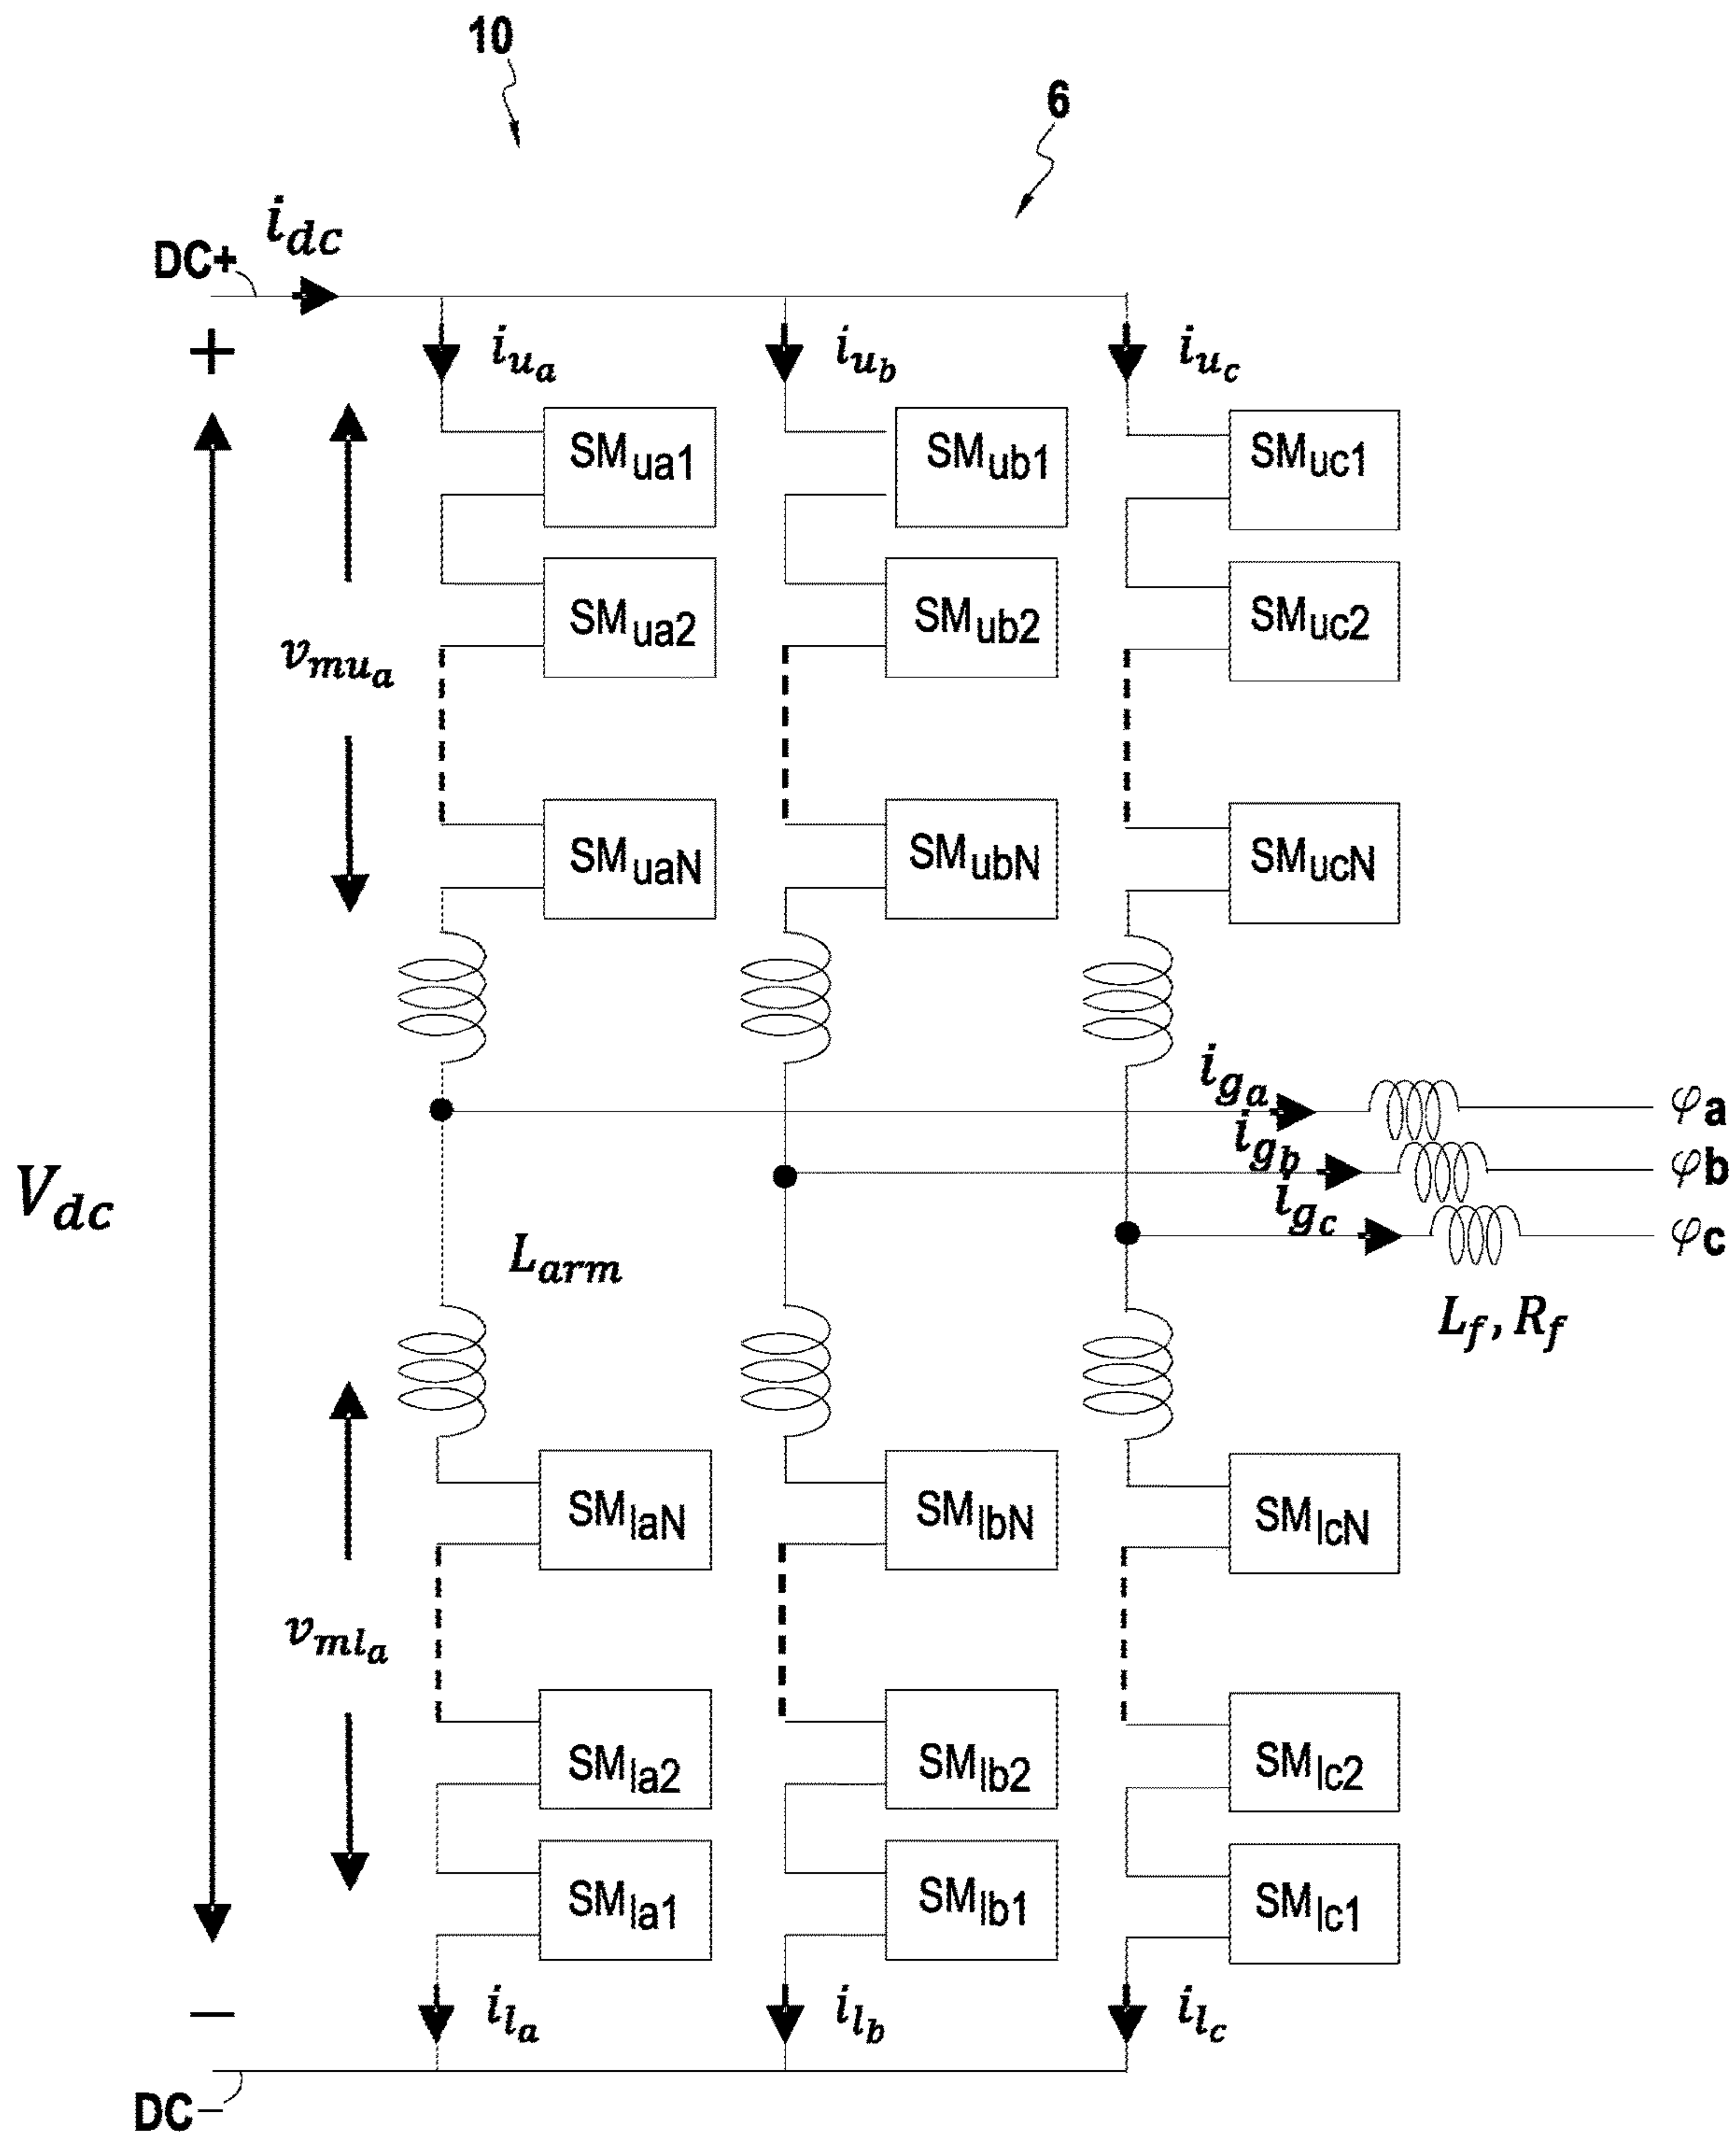 10
6
i_dc
DC+
+
i_ua i_ub i_uc
SMua1 SMub1 SMuc1
SMua2 SMub2 SMuc2
v_mua
SMuaN SMubN SMucN
i_ga φa
i_gb φb
V_dc
i_gc φc
L_arm
L_f, R_f
SMlaN SMlbN SMlcN
v_mla
SMla2 SMlb2 SMlc2
SMla1 SMlb1 SMlc1
−
i_la i_lb i_lc
DC−